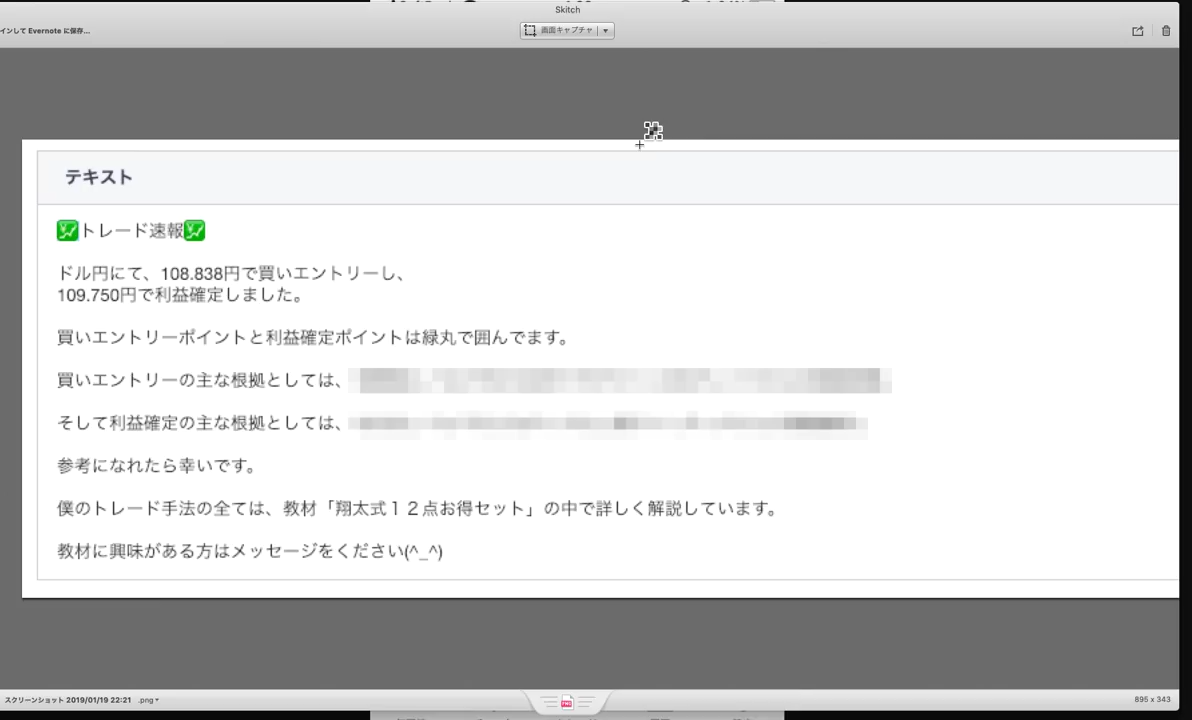 Skitch
インして Evernote に保存...
画面キャプチャ
テキスト
💹トレード速報💹
ドル円にて、108.838円で買いエントリーし、
109.750円で利益確定しました。
買いエントリーポイントと利益確定ポイントは緑丸で囲んでます。
買いエントリーの主な根拠としては、
そして利益確定の主な根拠としては、
参考になれたら幸いです。
僕のトレード手法の全ては、教材「翔太式１２点お得セット」の中で詳しく解説しています。
教材に興味がある方はメッセージをください(^_^)
スクリーンショット 2019/01/19 22:21 .png
PNG
895 x 343